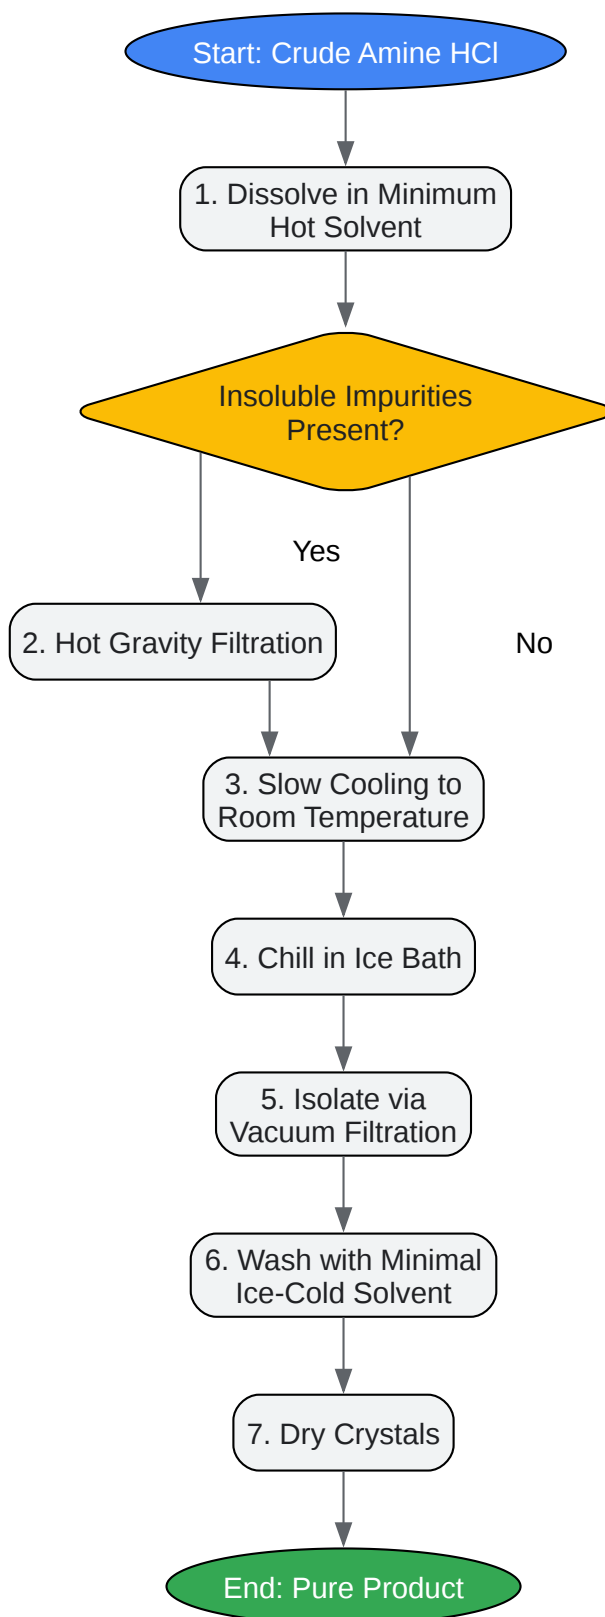 Start: Crude Amine HCl
1. Dissolve in Minimum
Hot Solvent
Insoluble Impurities
Present?
Yes
2. Hot Gravity Filtration
No
3. Slow Cooling to
Room Temperature
4. Chill in Ice Bath
5. Isolate via
Vacuum Filtration
6. Wash with Minimal
Ice-Cold Solvent
7. Dry Crystals
End: Pure Product